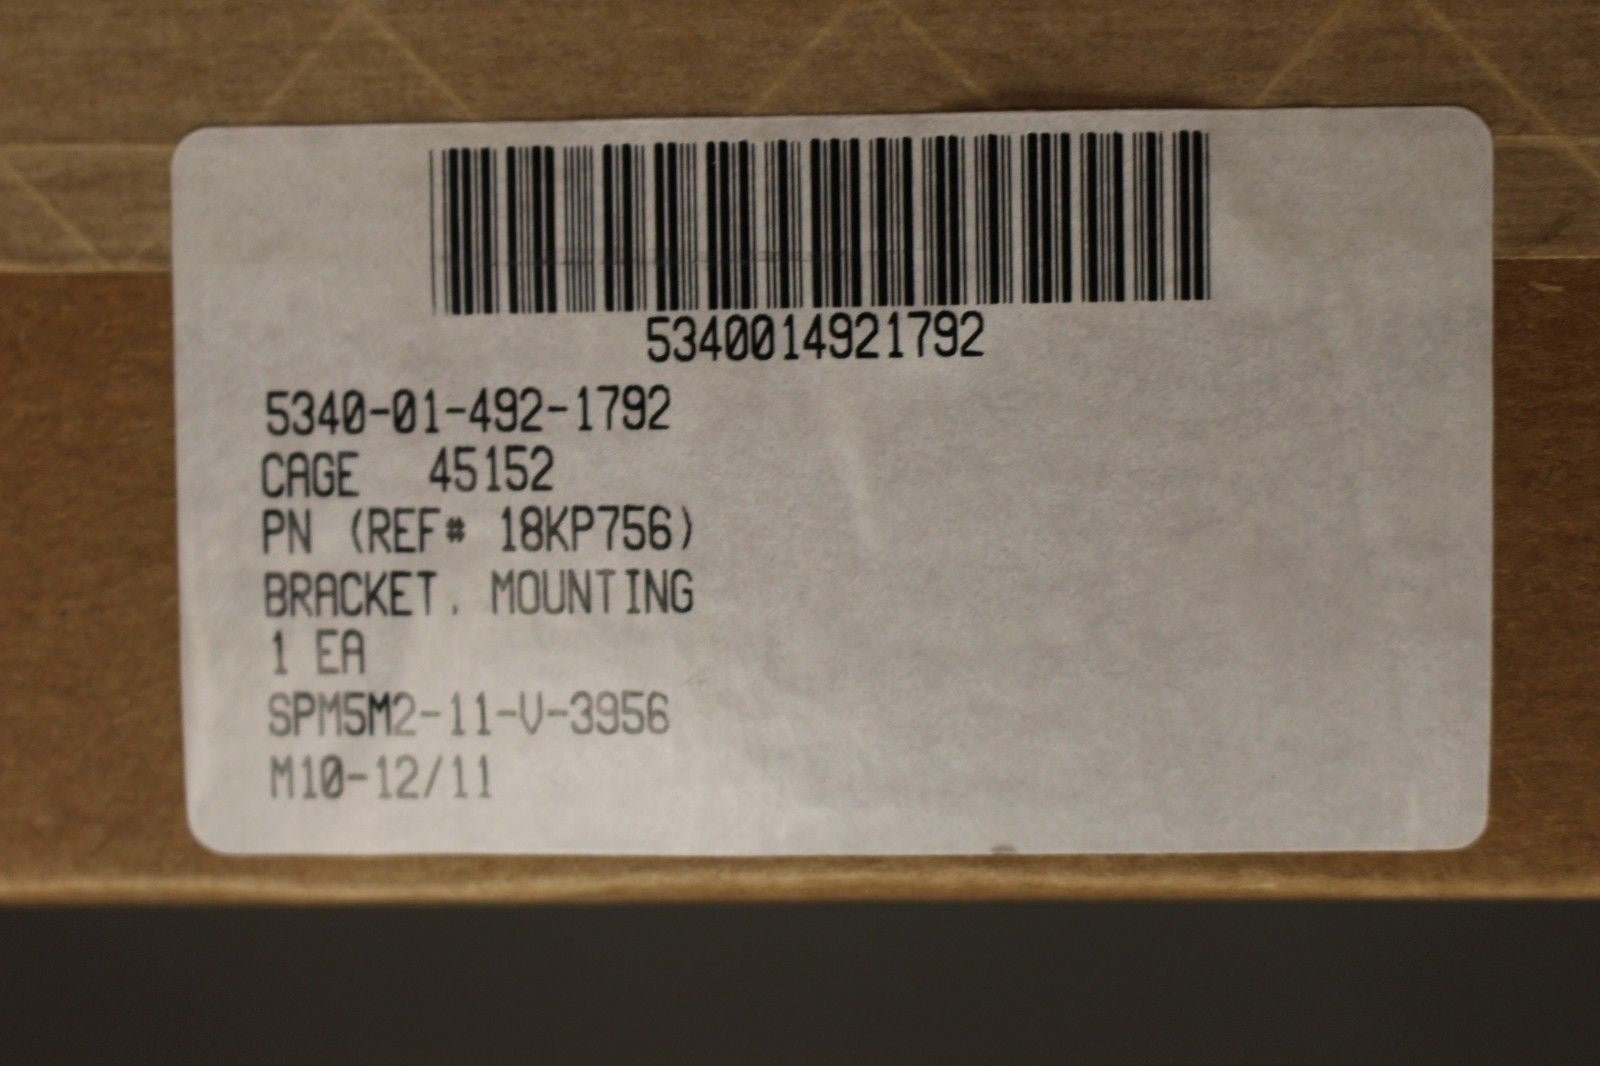 5340014921792
5340-01-492-1792
CAGE 45152
PN (REF# 18KP756)
BRACKET, MOUNTING
1 EA
SPM5M2-11-V-3956
M10-12/11